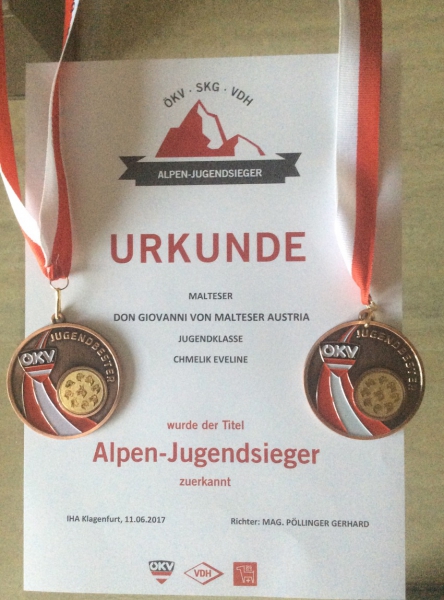 ÖKV · SKG · VDH
ALPEN-JUGENDSIEGER
URKUNDE
MALTESER
DON GIOVANNI VON MALTESER AUSTRIA
JUGENDKLASSE
CHMELIK EVELINE
JUGENDBESTER
ÖKV
JUGENDBESTER
ÖKV
wurde der Titel
Alpen-Jugendsieger
zuerkannt
IHA Klagenfurt, 11.06.2017 Richter: MAG. PÖLLINGER GERHARD
ÖKV VDH